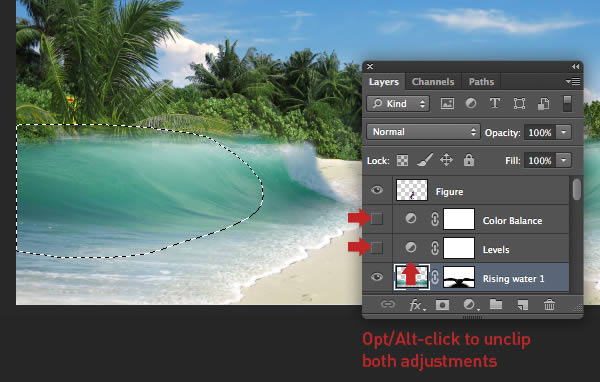 Layers Channels Paths
Kind T
Normal Opacity: 100%
Lock: Fill: 100%
Figure
Color Balance
Levels
Rising water 1
fx
Opt/Alt-click to unclip
both adjustments